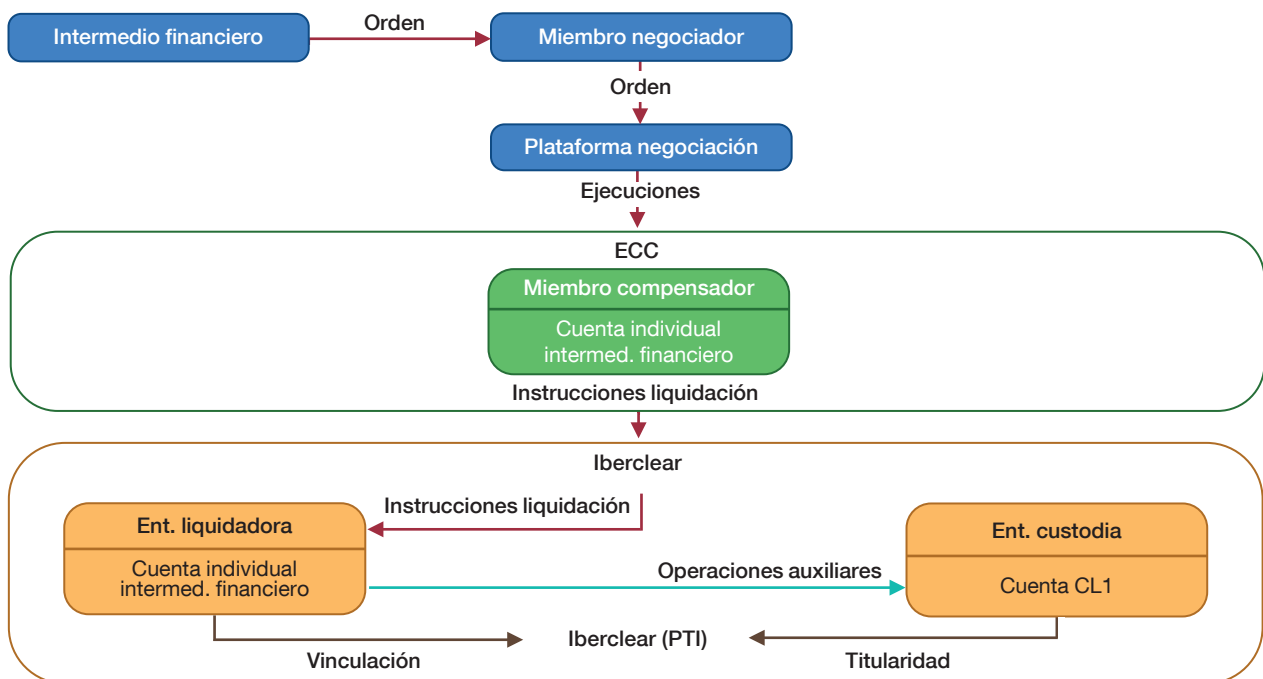 Intermedio financiero
Orden
Miembro negociador
Orden
Plataforma negociación
Ejecuciones
ECC
Miembro compensador
Cuenta individual
intermed. financiero
Instrucciones liquidación
Iberclear
Instrucciones liquidación
Ent. liquidadora
Cuenta individual
intermed. financiero
Operaciones auxiliares
Ent. custodia
Cuenta CL1
Vinculación
Iberclear (PTI)
Titularidad